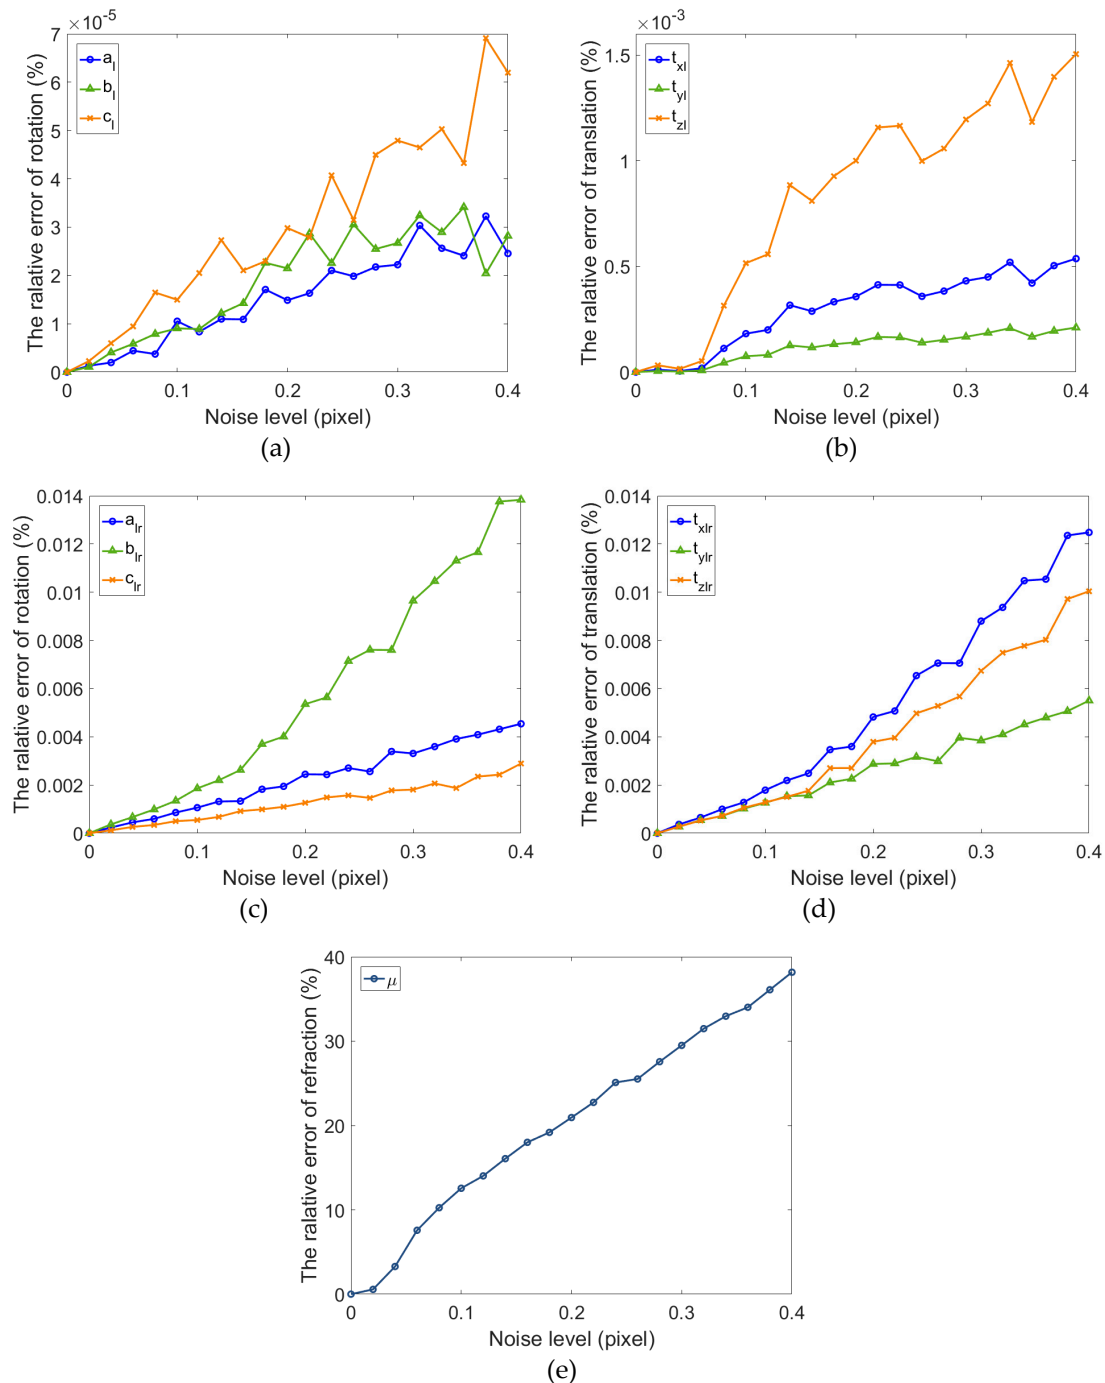 ×10⁻⁵
7
6
5
4
3
2
1
0
The ralative error of rotation (%)
a_l
b_l
c_l
0 0.1 0.2 0.3 0.4
Noise level (pixel)
(a)
×10⁻³
1.5
1
0.5
0
The ralative error of translation (%)
t_xl
t_yl
t_zl
0 0.1 0.2 0.3 0.4
Noise level (pixel)
(b)
0.014
0.012
0.01
0.008
0.006
0.004
0.002
0
The ralative error of rotation (%)
a_lr
b_lr
c_lr
0 0.1 0.2 0.3 0.4
Noise level (pixel)
(c)
0.014
0.012
0.01
0.008
0.006
0.004
0.002
0
The ralative error of translation (%)
t_xlr
t_ylr
t_zlr
0 0.1 0.2 0.3 0.4
Noise level (pixel)
(d)
40
30
20
10
0
The ralative error of refraction (%)
μ
0 0.1 0.2 0.3 0.4
Noise level (pixel)
(e)